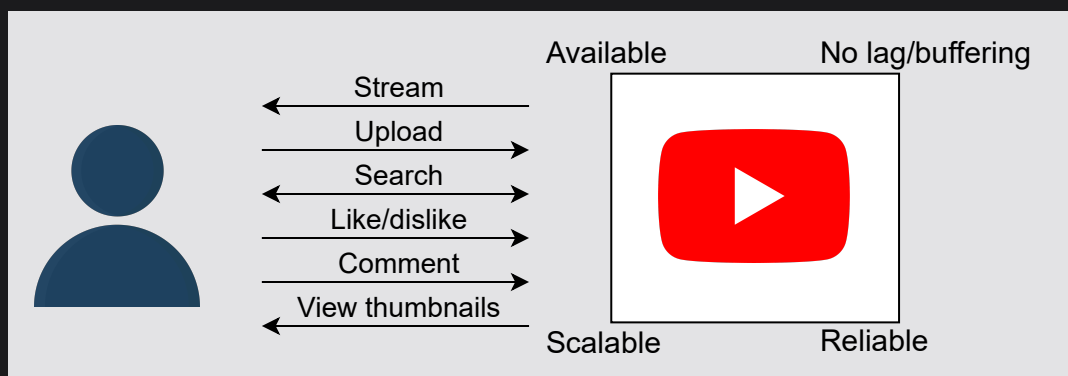 Available
No lag/buffering
Stream
Upload
Search
Like/dislike
Comment
View thumbnails
Scalable
Reliable